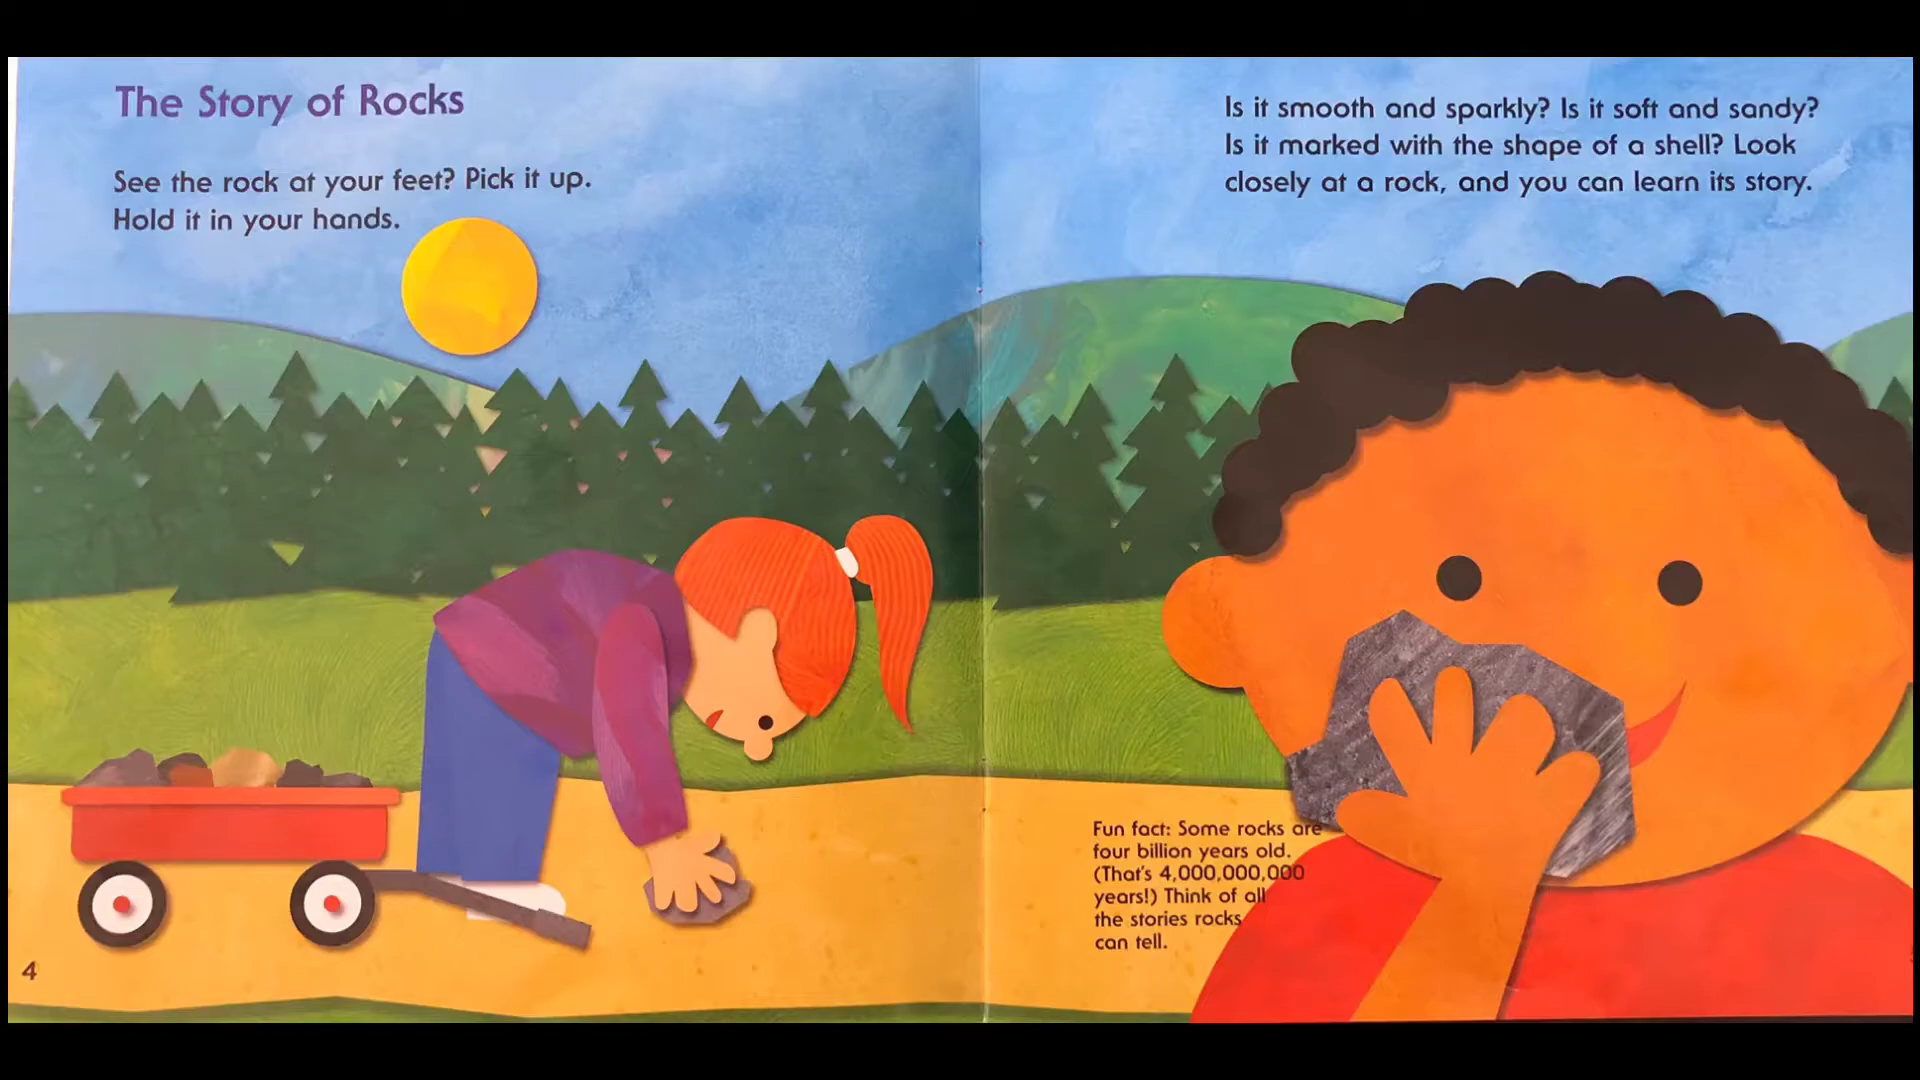 The Story of Rocks
See the rock at your feet? Pick it up.
Hold it in your hands.
4
Is it smooth and sparkly? Is it soft and sandy?
Is it marked with the shape of a shell? Look
closely at a rock, and you can learn its story.
Fun fact: Some rocks are
four billion years old.
(That's 4,000,000,000
years!) Think of all
the stories rocks
can tell.